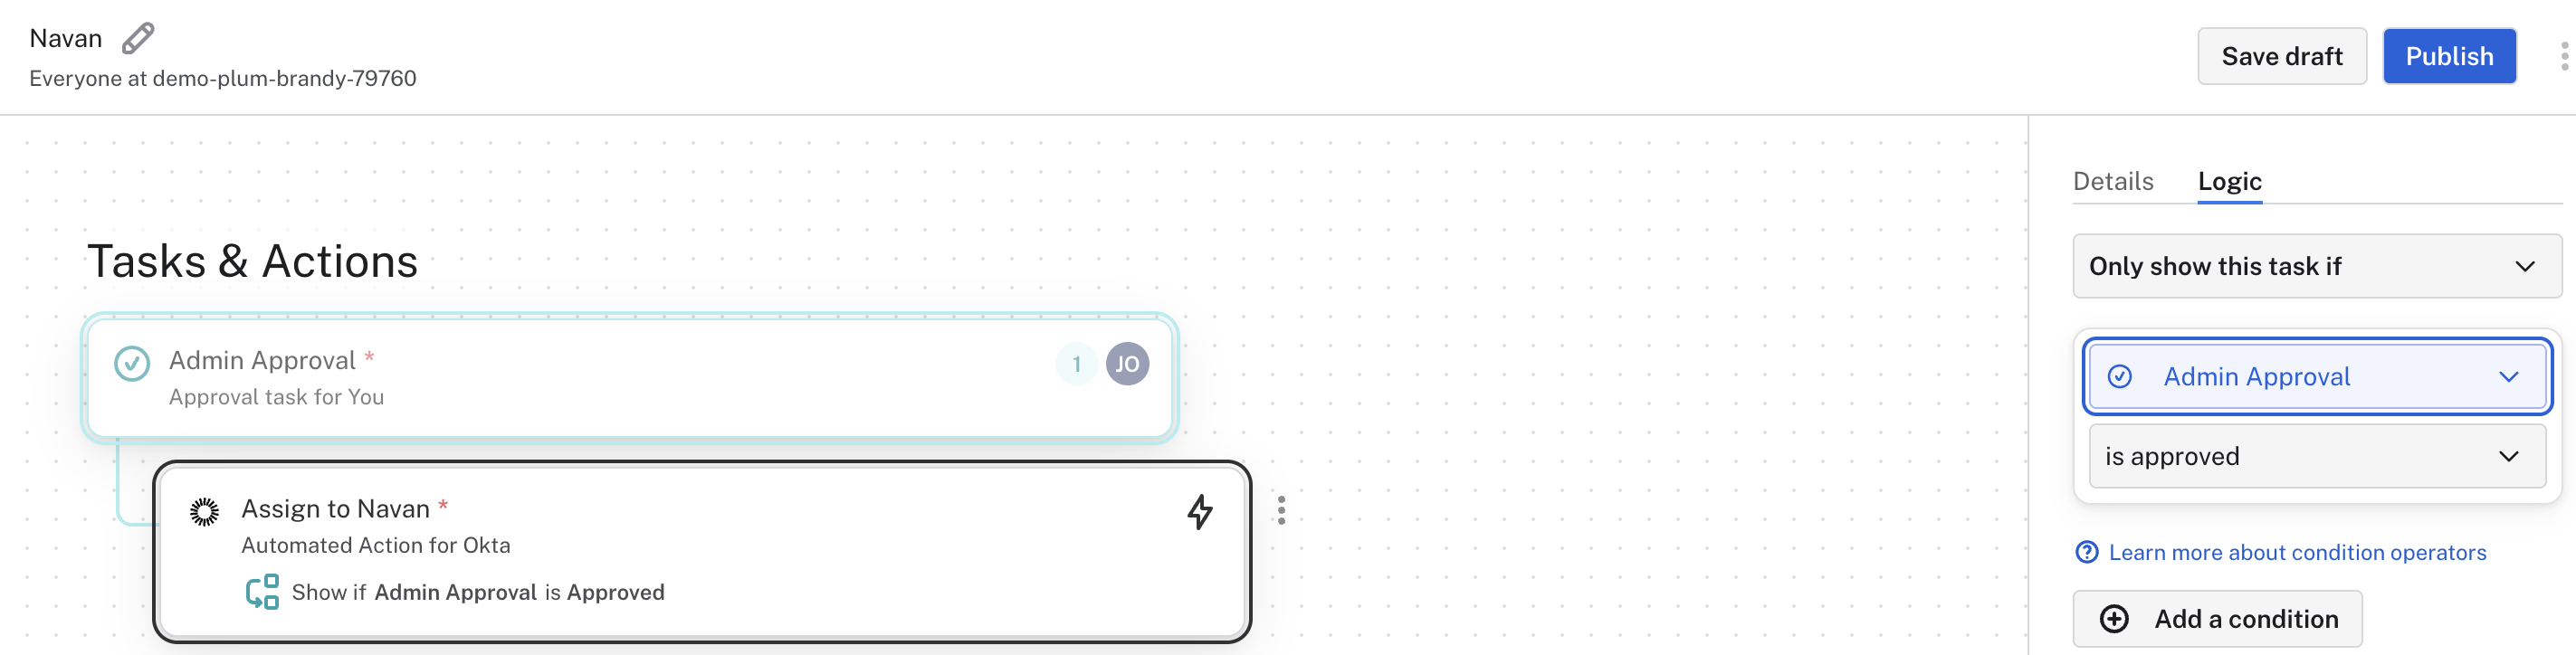 Navan
Everyone at demo-plum-brandy-79760
Save draft
Publish
Tasks & Actions
Admin Approval *
Approval task for You
1
JO
Assign to Navan *
Automated Action for Okta
Show if Admin Approval is Approved
Details
Logic
Only show this task if
Admin Approval
is approved
Learn more about condition operators
Add a condition